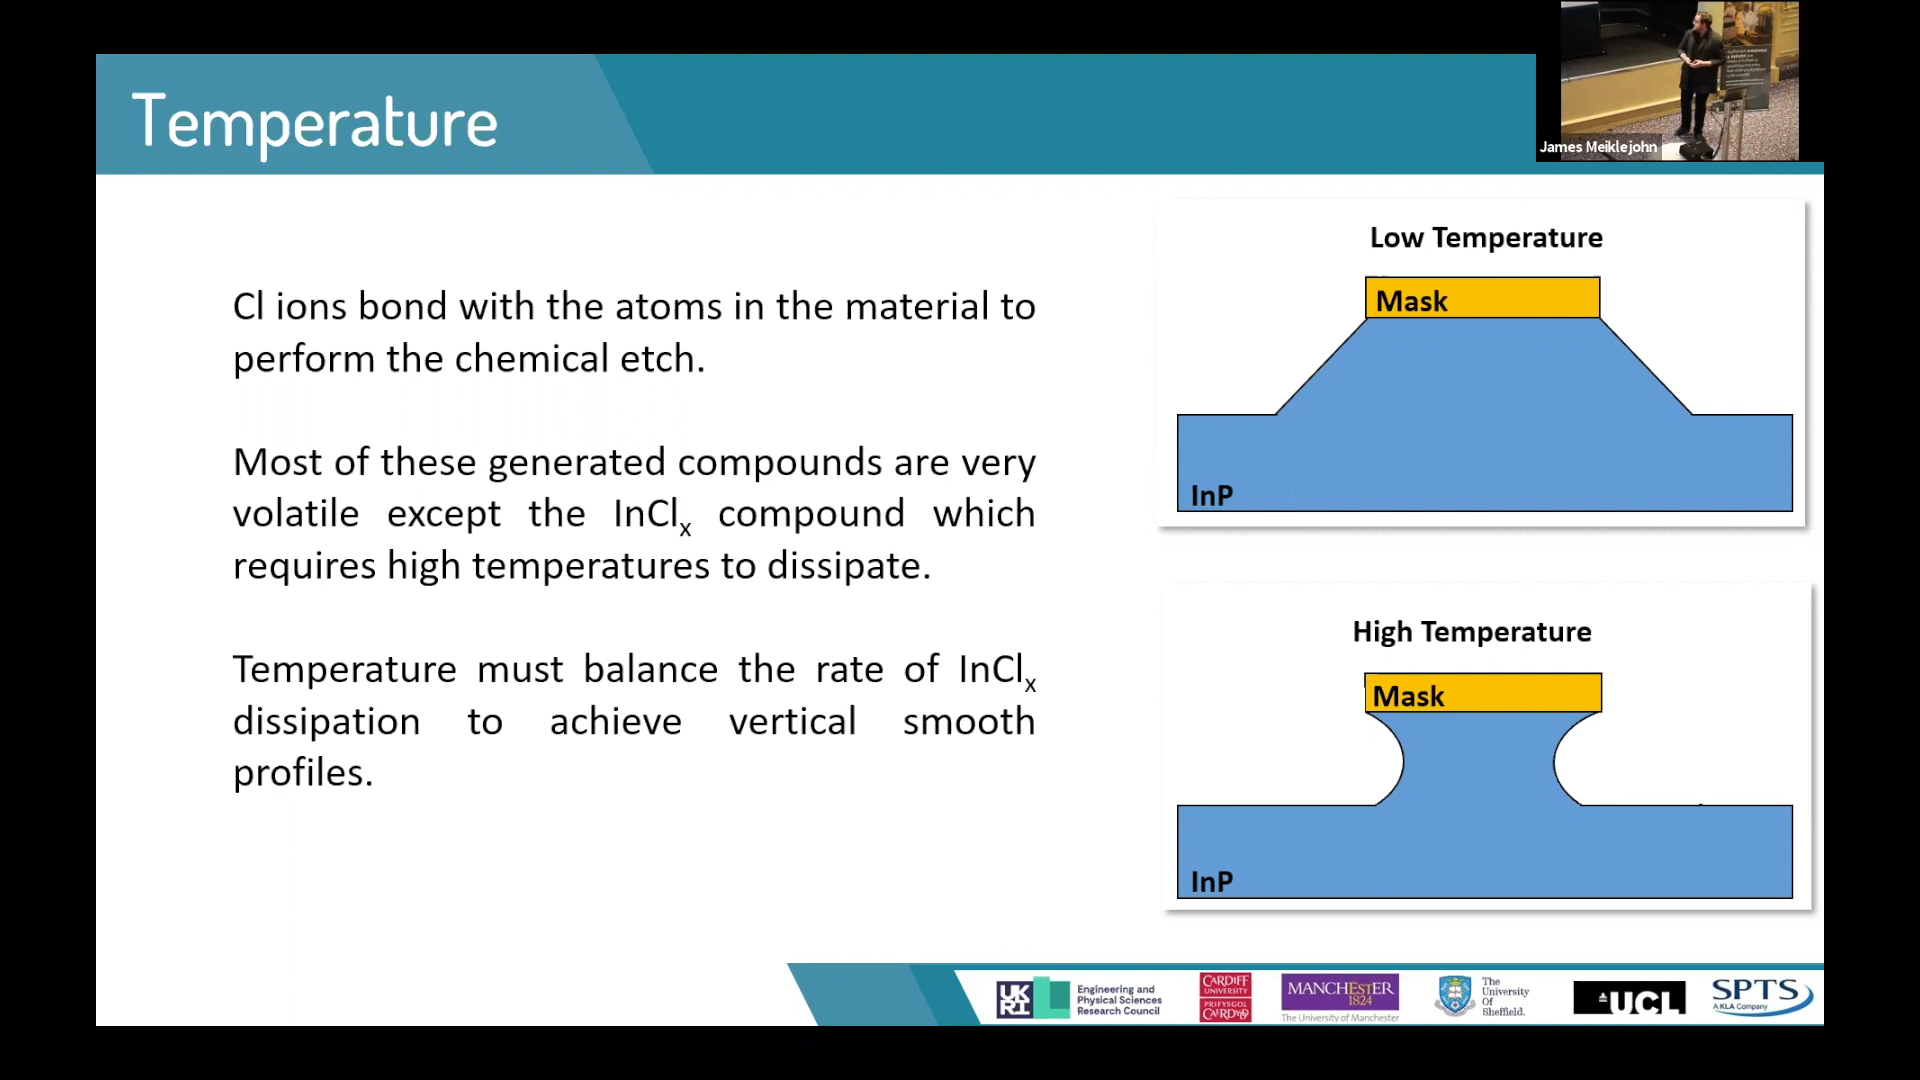 Temperature
James Meiklejohn
Cl ions bond with the atoms in the material to
perform the chemical etch.
Most of these generated compounds are very
volatile except the InClx compound which
requires high temperatures to dissipate.
Temperature must balance the rate of InClx
dissipation to achieve vertical smooth
profiles.
Low Temperature
Mask
InP
High Temperature
Mask
InP
UKRI
Engineering and
Physical Sciences
Research Council
CARDIFF
UNIVERSITY
PRIFYSGOL
CAERDYDD
MANCHESTER
1824
The University of Manchester
The
University
Of
Sheffield.
UCL
SPTS
A KLA Company